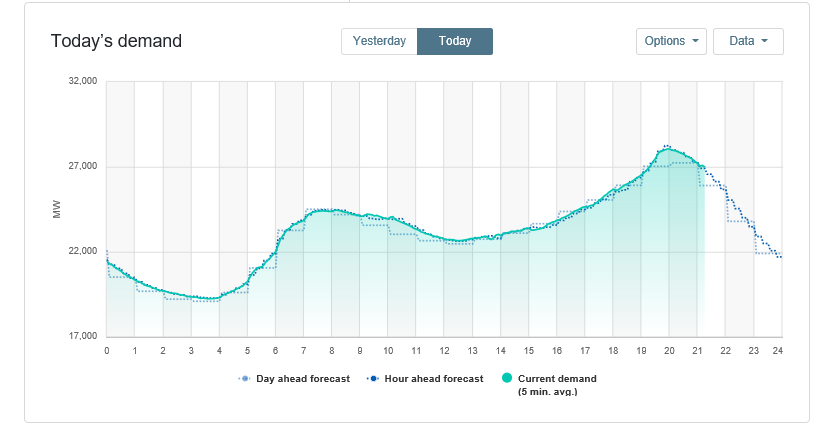 Today's demand
Yesterday
Today
Options
Data
32,000
27,000
22,000
17,000
MW
0 1 2 3 4 5 6 7 8 9 10 11 12 13 14 15 16 17 18 19 20 21 22 23 24
Day ahead forecast
Hour ahead forecast
Current demand
(5 min. avg.)